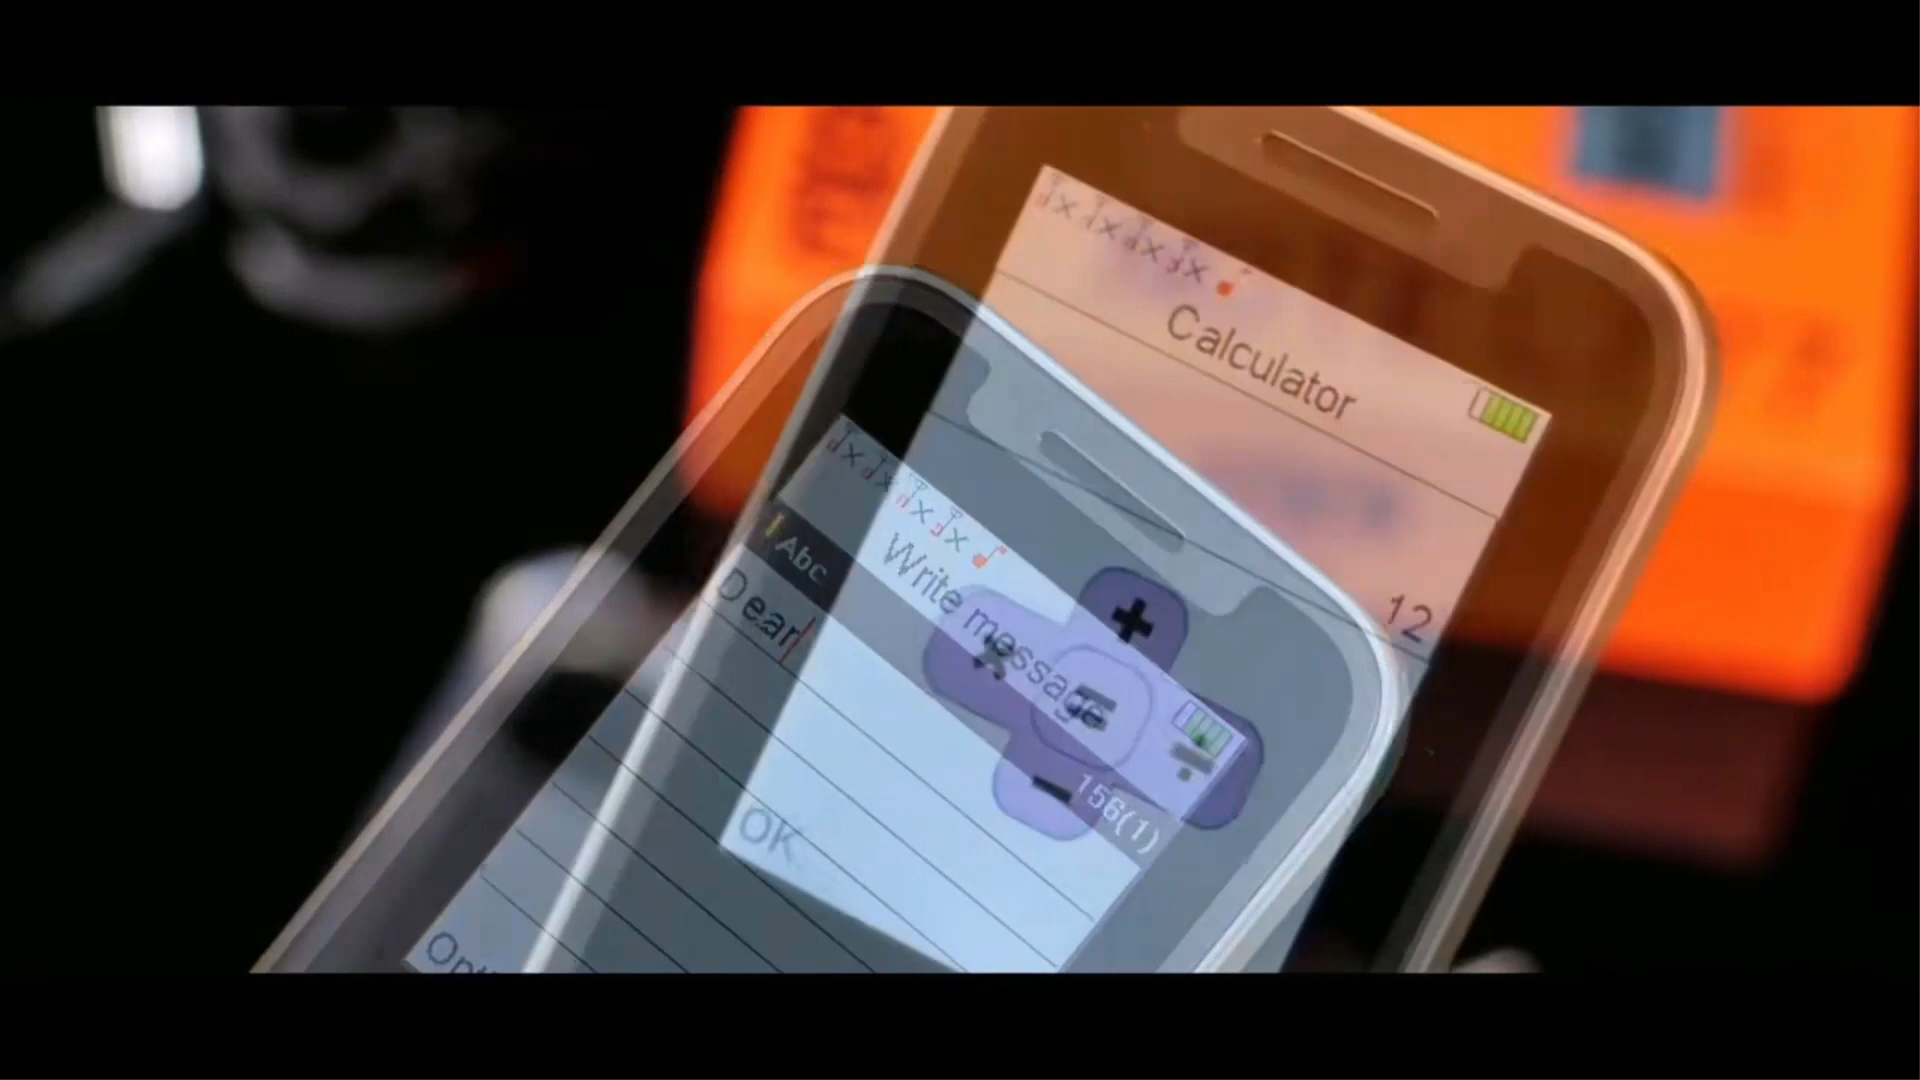 Calculator
12
Write message
Abc
Dear
156(1)
OK